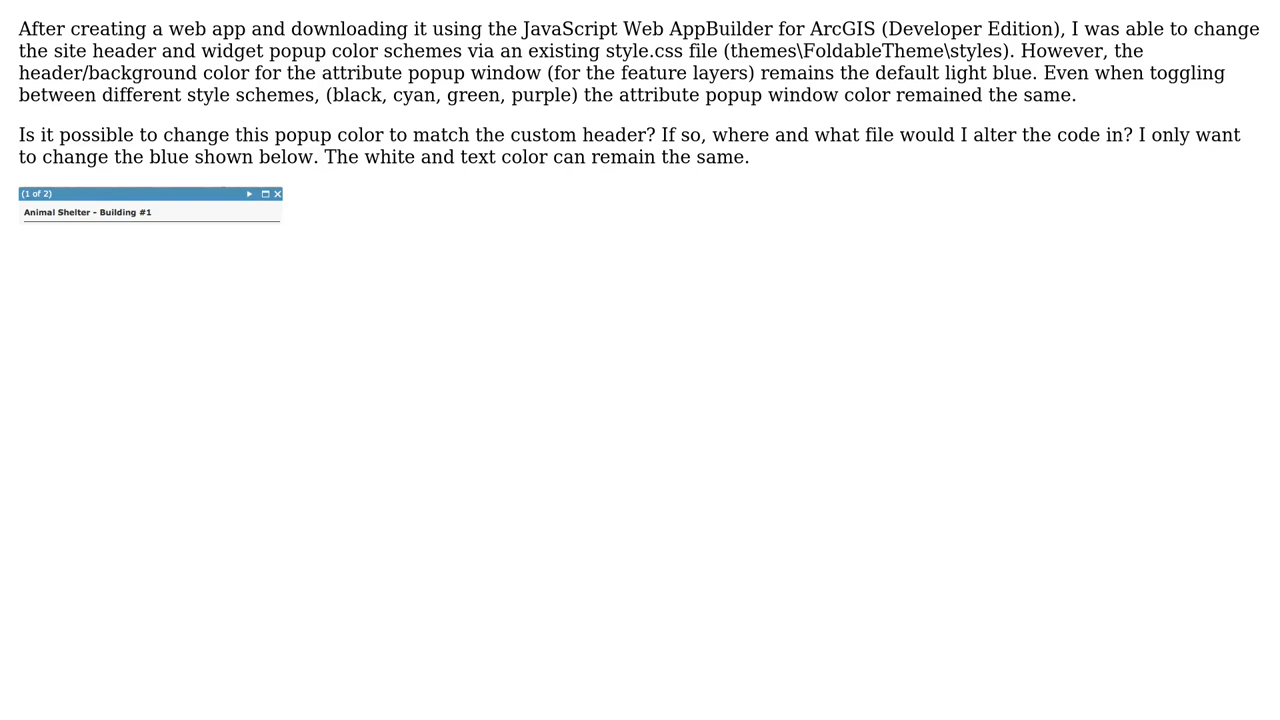 After creating a web app and downloading it using the JavaScript Web AppBuilder for ArcGIS (Developer Edition), I was able to change
the site header and widget popup color schemes via an existing style.css file (themes\FoldableTheme\styles). However, the
header/background color for the attribute popup window (for the feature layers) remains the default light blue. Even when toggling
between different style schemes, (black, cyan, green, purple) the attribute popup window color remained the same.
Is it possible to change this popup color to match the custom header? If so, where and what file would I alter the code in? I only want
to change the blue shown below. The white and text color can remain the same.
(1 of 2)
Animal Shelter - Building #1